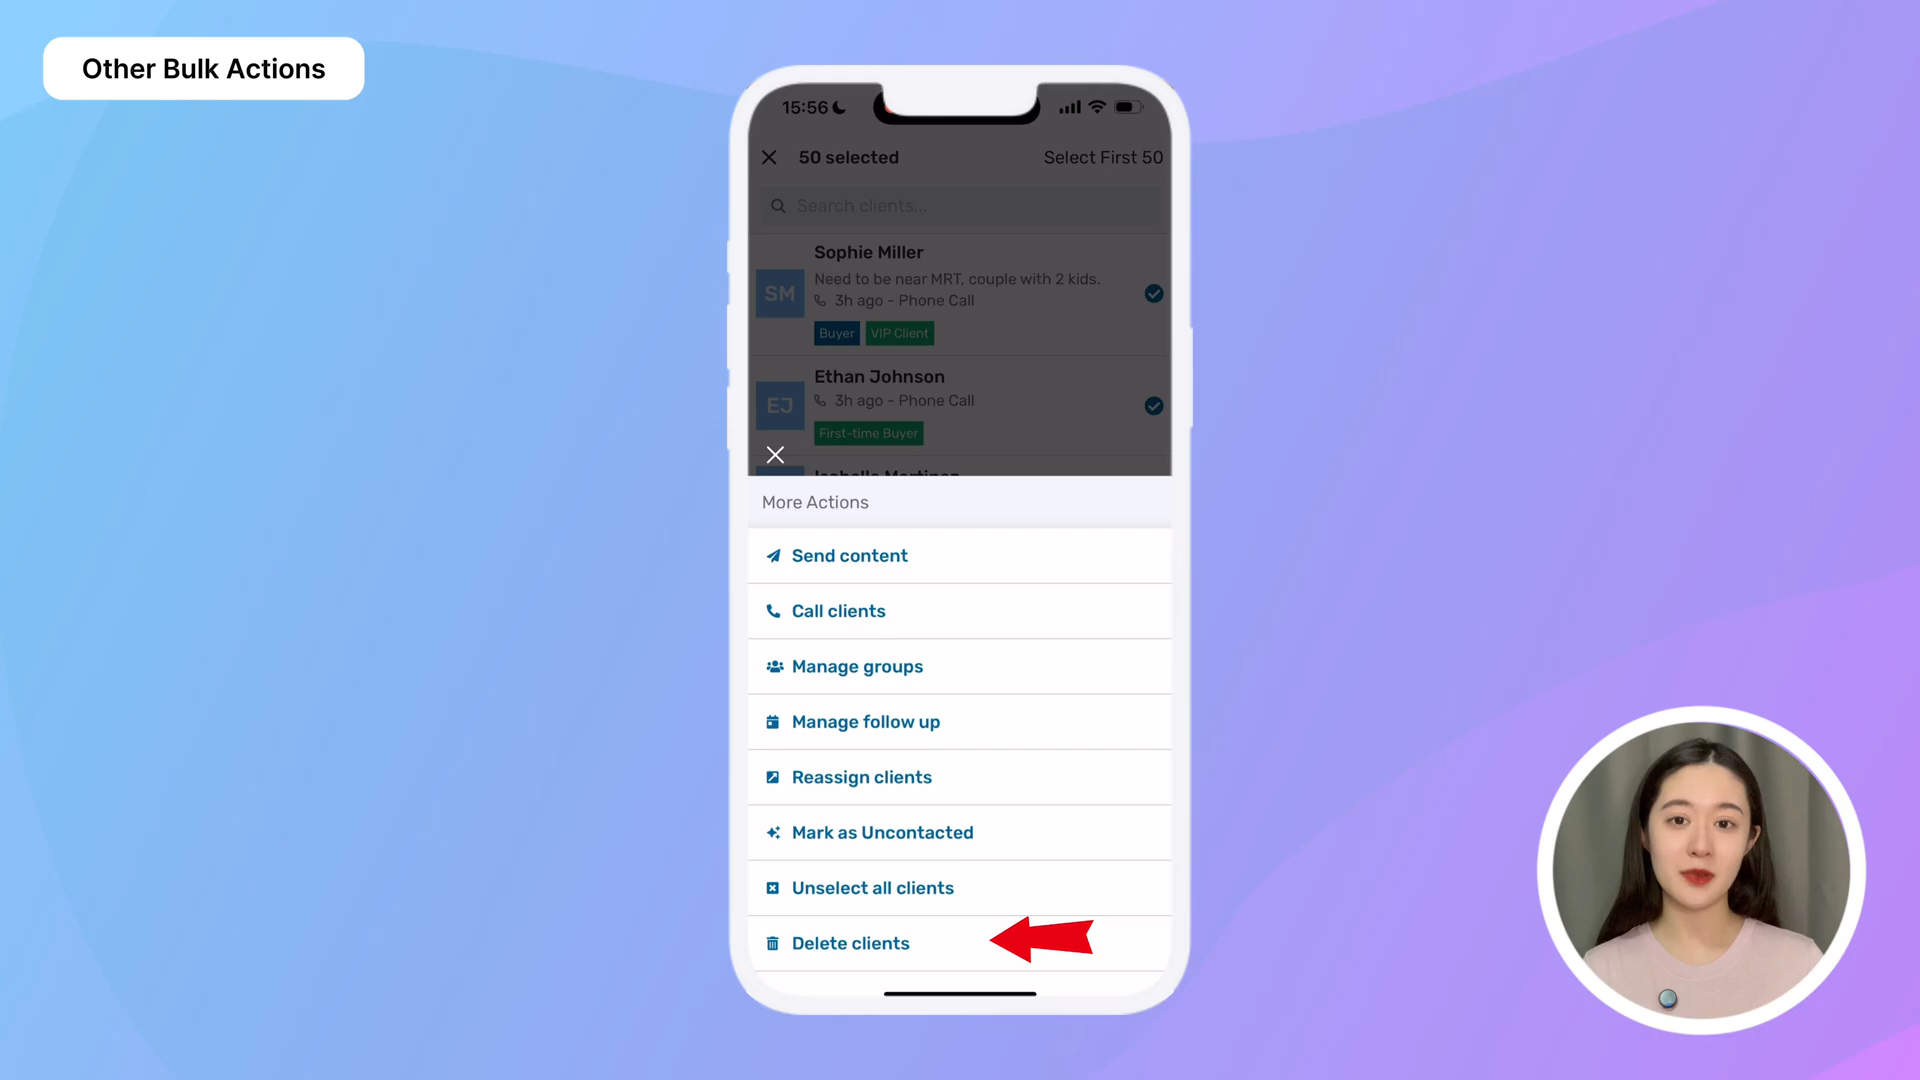 Other Bulk Actions
15:56
50 selected
Select First 50
Search clients...
Sophie Miller
Need to be near MRT, couple with 2 kids.
SM
3h ago - Phone Call
Buyer
VIP Client
Ethan Johnson
EJ
3h ago - Phone Call
First-time Buyer
Isabelle Martinez
More Actions
Send content
Call clients
Manage groups
Manage follow up
Reassign clients
Mark as Uncontacted
Unselect all clients
Delete clients